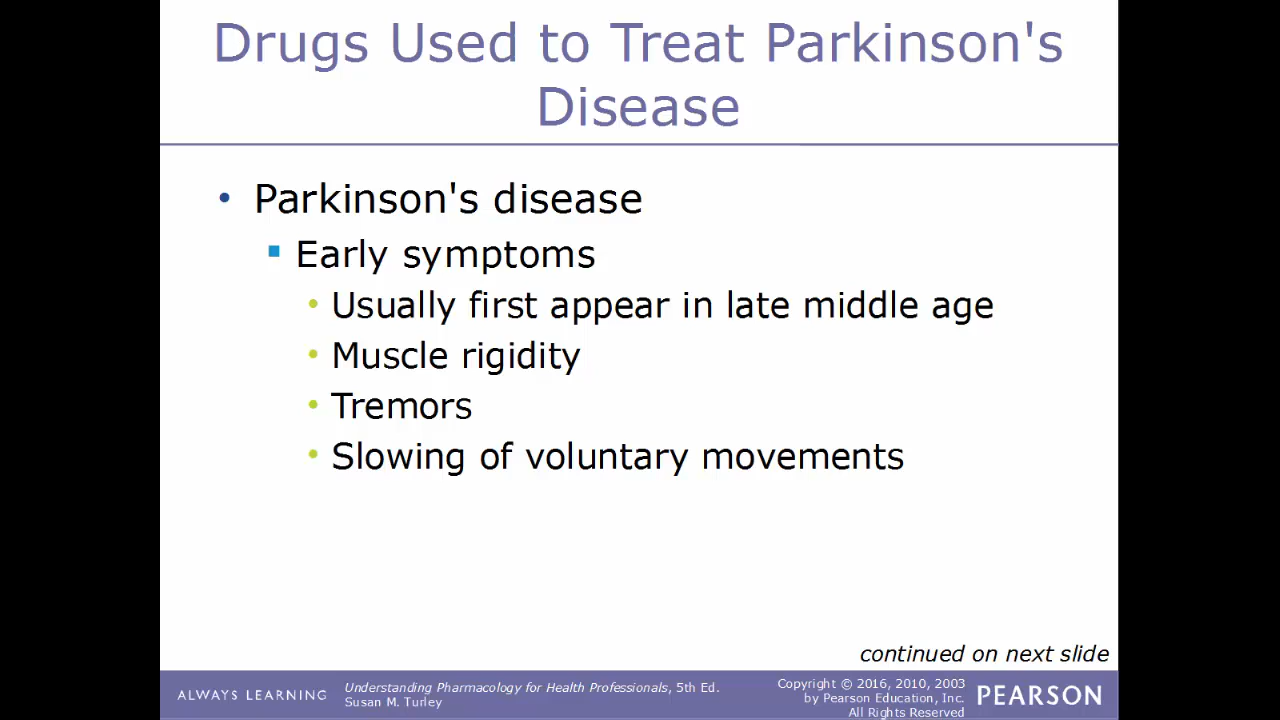 Drugs Used to Treat Parkinson's
Disease
• Parkinson's disease
▪ Early symptoms
• Usually first appear in late middle age
• Muscle rigidity
• Tremors
• Slowing of voluntary movements
continued on next slide
ALWAYS LEARNING
Understanding Pharmacology for Health Professionals, 5th Ed.
Susan M. Turley
Copyright © 2016, 2010, 2003
by Pearson Education, Inc.
All Rights Reserved
PEARSON